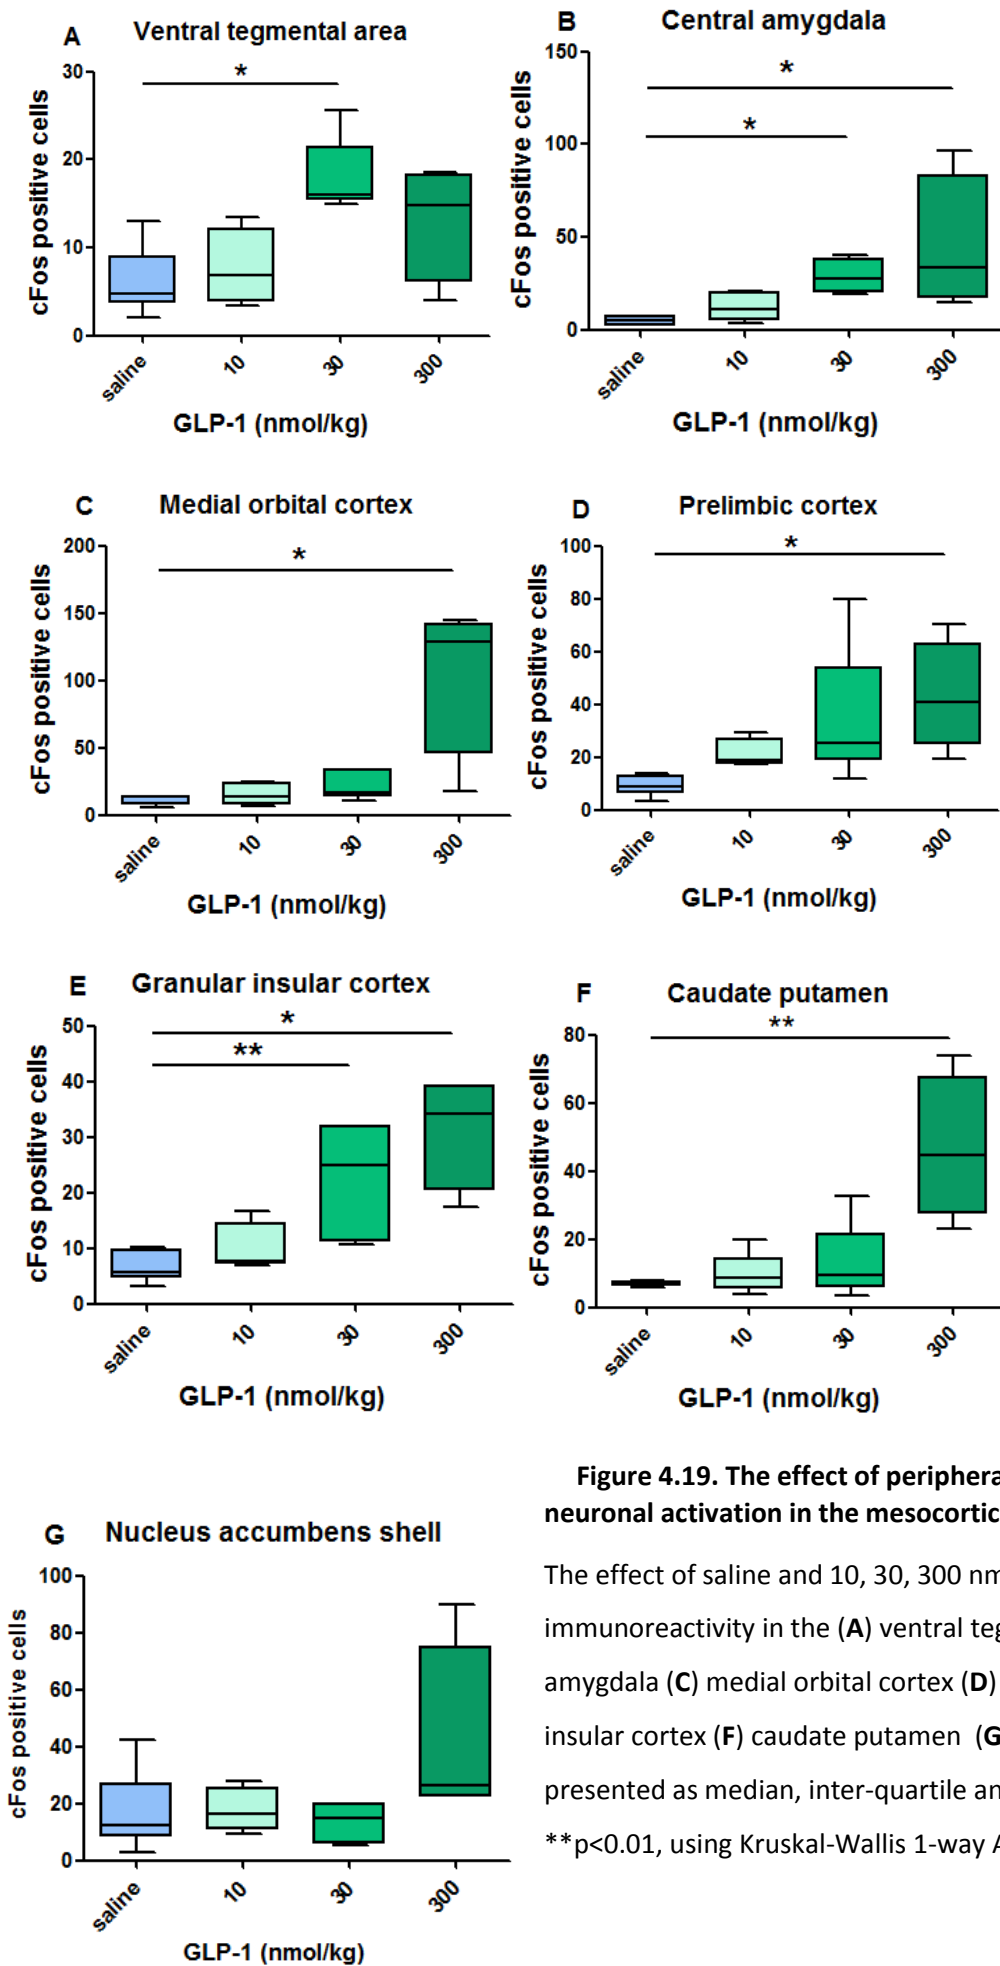 A Ventral tegmental area
*
30
20
10
0
cFos positive cells
saline 10 30 300
GLP-1 (nmol/kg)
B Central amygdala
*
*
150
100
50
0
cFos positive cells
saline 10 30 300
GLP-1 (nmol/kg)
C Medial orbital cortex
*
200
150
100
50
0
cFos positive cells
saline 10 30 300
GLP-1 (nmol/kg)
D Prelimbic cortex
*
100
80
60
40
20
0
cFos positive cells
saline 10 30 300
GLP-1 (nmol/kg)
E Granular insular cortex
*
**
50
40
30
20
10
0
cFos positive cells
saline 10 30 300
GLP-1 (nmol/kg)
F Caudate putamen
**
80
60
40
20
0
cFos positive cells
saline 10 30 300
GLP-1 (nmol/kg)
G Nucleus accumbens shell
100
80
60
40
20
0
cFos positive cells
saline 10 30 300
GLP-1 (nmol/kg)
Figure 4.19. The effect of periphera
neuronal activation in the mesocortic
The effect of saline and 10, 30, 300 nm
immunoreactivity in the (A) ventral teg
amygdala (C) medial orbital cortex (D)
insular cortex (F) caudate putamen (G
presented as median, inter-quartile an
**p<0.01, using Kruskal-Wallis 1-way A